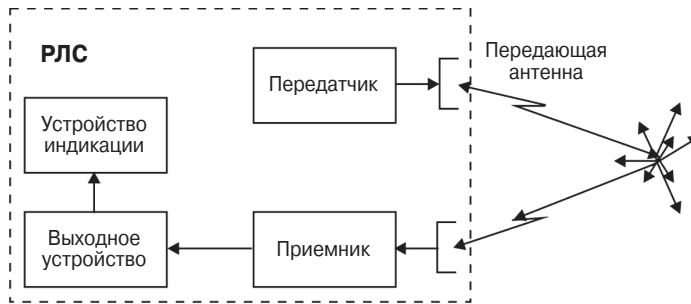 РЛС
Передатчик
Передающая
антенна
Устройство
индикации
Выходное
устройство
Приемник